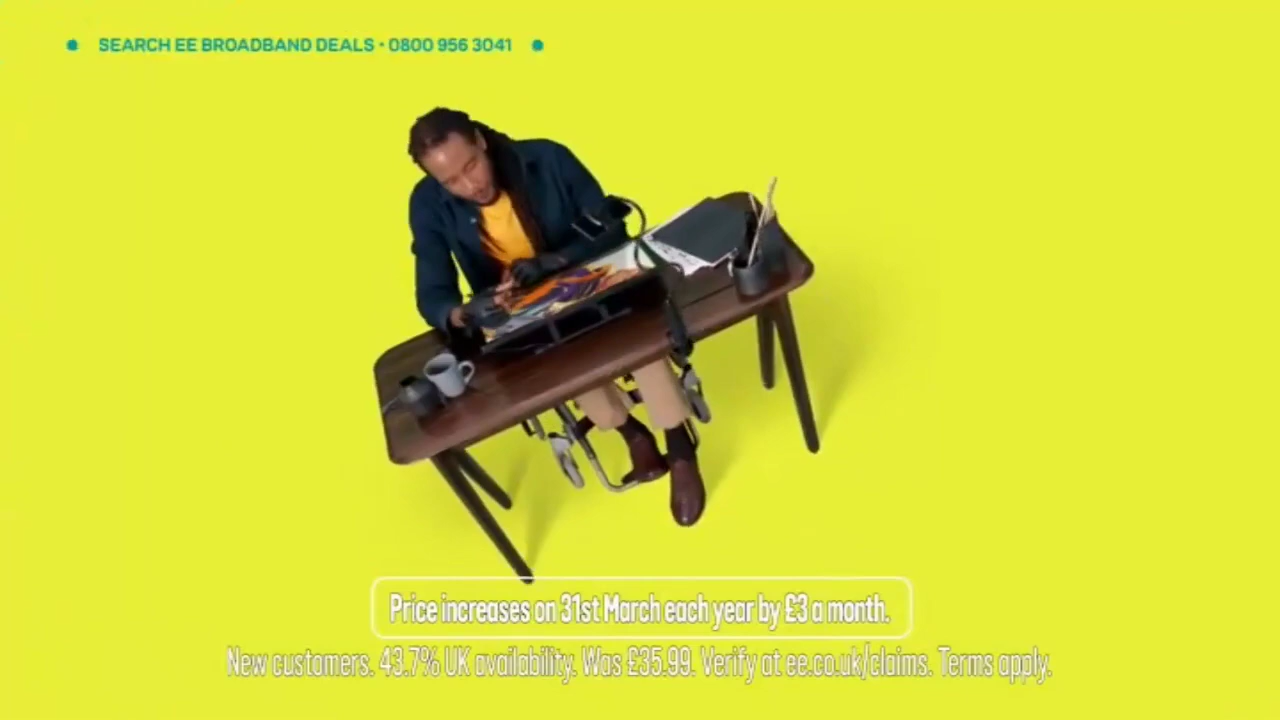 SEARCH EE BROADBAND DEALS • 0800 956 3041
Price increases on 31st March each year by £3 a month.
New customers. 43.7% UK availability. Was £35.99. Verify at ee.co.uk/claims. Terms apply.